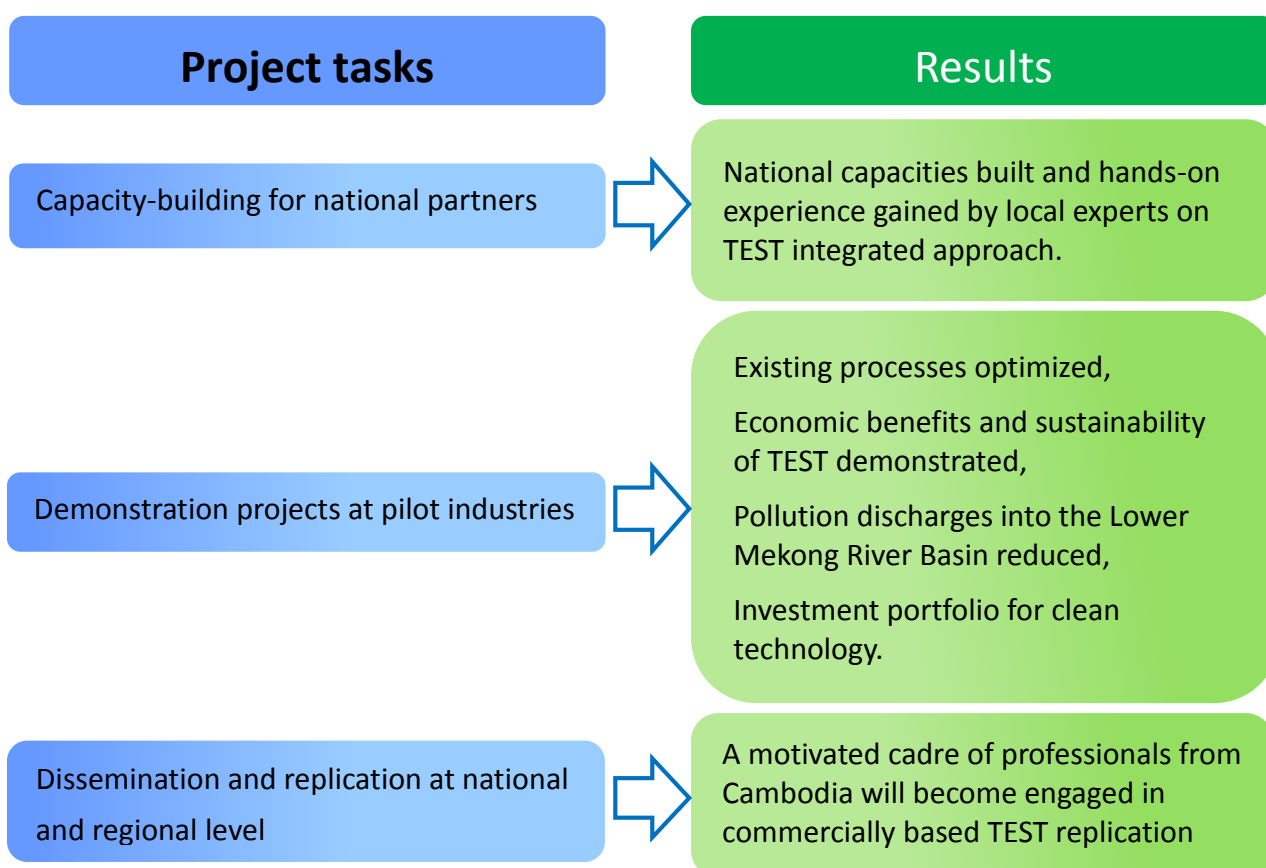 Project tasks
Results
Capacity-building for national partners
National capacities built and hands-on
experience gained by local experts on
TEST integrated approach.
Demonstration projects at pilot industries
Existing processes optimized,
Economic benefits and sustainability
of TEST demonstrated,
Pollution discharges into the Lower
Mekong River Basin reduced,
Investment portfolio for clean
technology.
Dissemination and replication at national
and regional level
A motivated cadre of professionals from
Cambodia will become engaged in
commercially based TEST replication